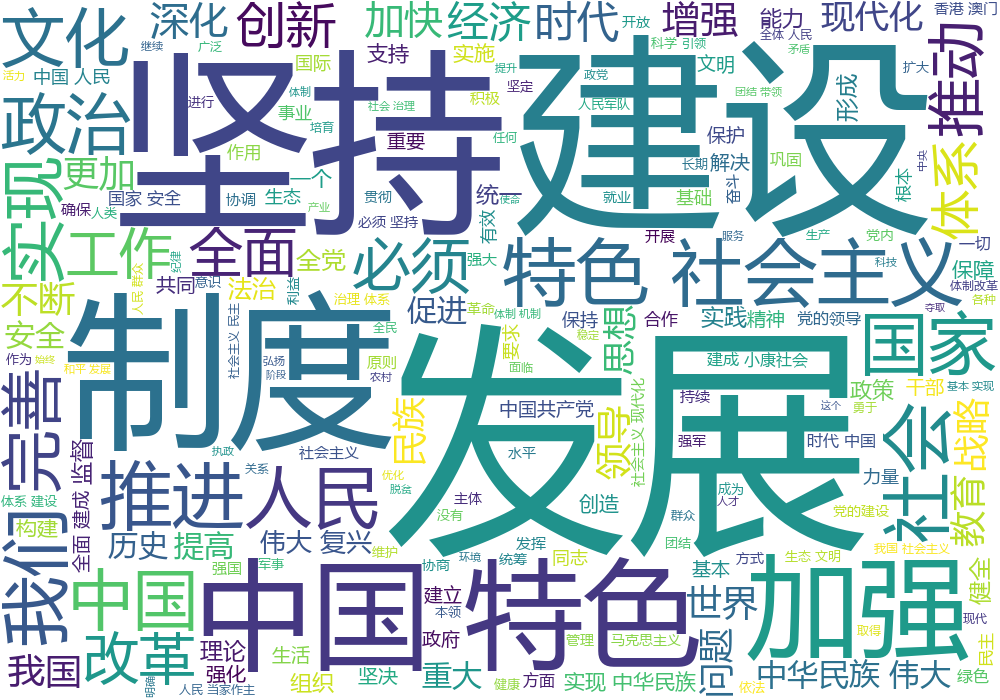 文化
深化
创新
加快
经济
时代
增强
能力
现代化
香港 澳门
继续
广泛
支持
实施
开放
科学 引领
全体 人民
矛盾
推动
活力
中国 人民
国际
提升
政党
文明
扩大
形成
政治
坚持
建设
进行
体制
社会 治理
积极
坚定
人民军队
团结 带领
事业
培育
重要
任何
保护
体系
作用
实现
更加
一个
长期
解决
巩固
中央
国家 安全
协调
生态
贯彻
统一
使命
就业
基础
奋斗
根本
确保
人类
产业
必须 坚持
有效
工作
全面
全党
必须
强大
特色 社会主义
开展
服务
生产
党内
一切
科技
保障
纪律
人民 群众
共同
意识
不断
法治
利益
治理 体系
促进
革命
体制 机制
保持
合作
实践
精神
党的领导
体制改革
各种
夺取
安全
制度
社会主义 民主
全民
要求
稳定
思想
国家
作为
始终
和平 发展
弘扬
阶段
原则
农村
面临
建成 小康社会
政策
干部
基本 实现
完善
民族
发展
中国共产党
领导
社会主义 现代化
持续
这个
勇于
社会
战略
执政
社会主义
水平
强军
时代 中国
全面 建成
监督
推进
人民
关系
优化
脱贫
主体
没有
创造
成为
人才
力量
教育
体系 建设
构建
我们
历史
提高
伟大 复兴
维护
协商
环境
发挥
统筹
同志
群众
团结
党的建设
方式
生态 文明
我国 社会主义
基本
健全
中国
强国
军事
中国特色
建立
本领
世界
加强
现代
取得
民主
我国
改革
理论
强化
生活
政府
管理
马克思主义
问题
组织
坚决
重大
健康
方面
实现 中华民族
依法
中华民族 伟大
绿色
明确
人民 当家作主